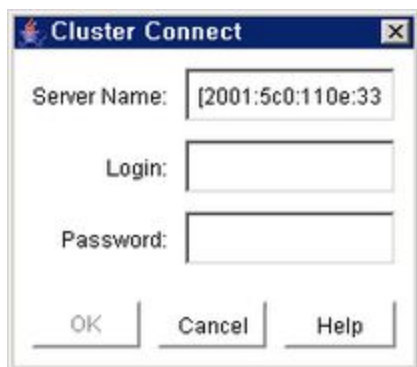 Cluster Connect
Server Name: [2001:5c0:110e:33
Login:
Password:
OK Cancel Help